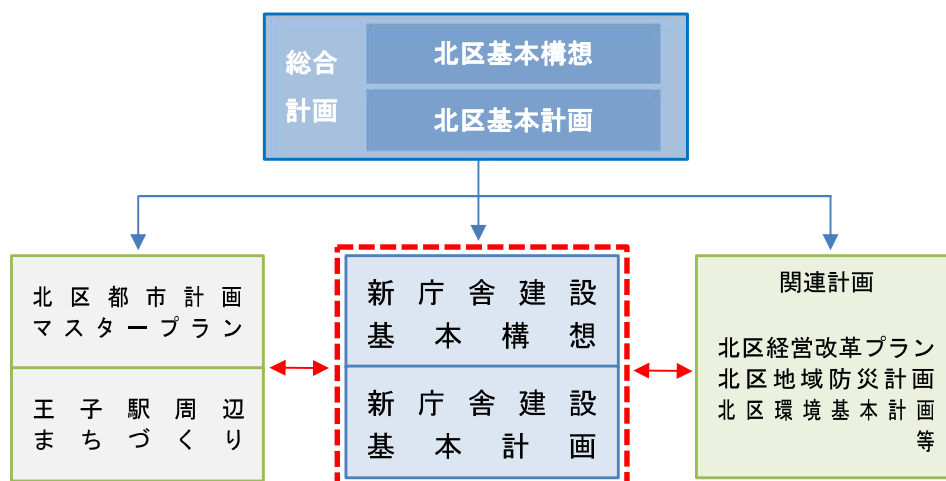 総合
計画
北区基本構想
北区基本計画
北区都市計画
マスタープラン
王子駅周辺
まちづくり
新庁舎建設
基本構想
新庁舎建設
基本計画
関連計画
北区経営改革プラン
北区地域防災計画
北区環境基本計画
等